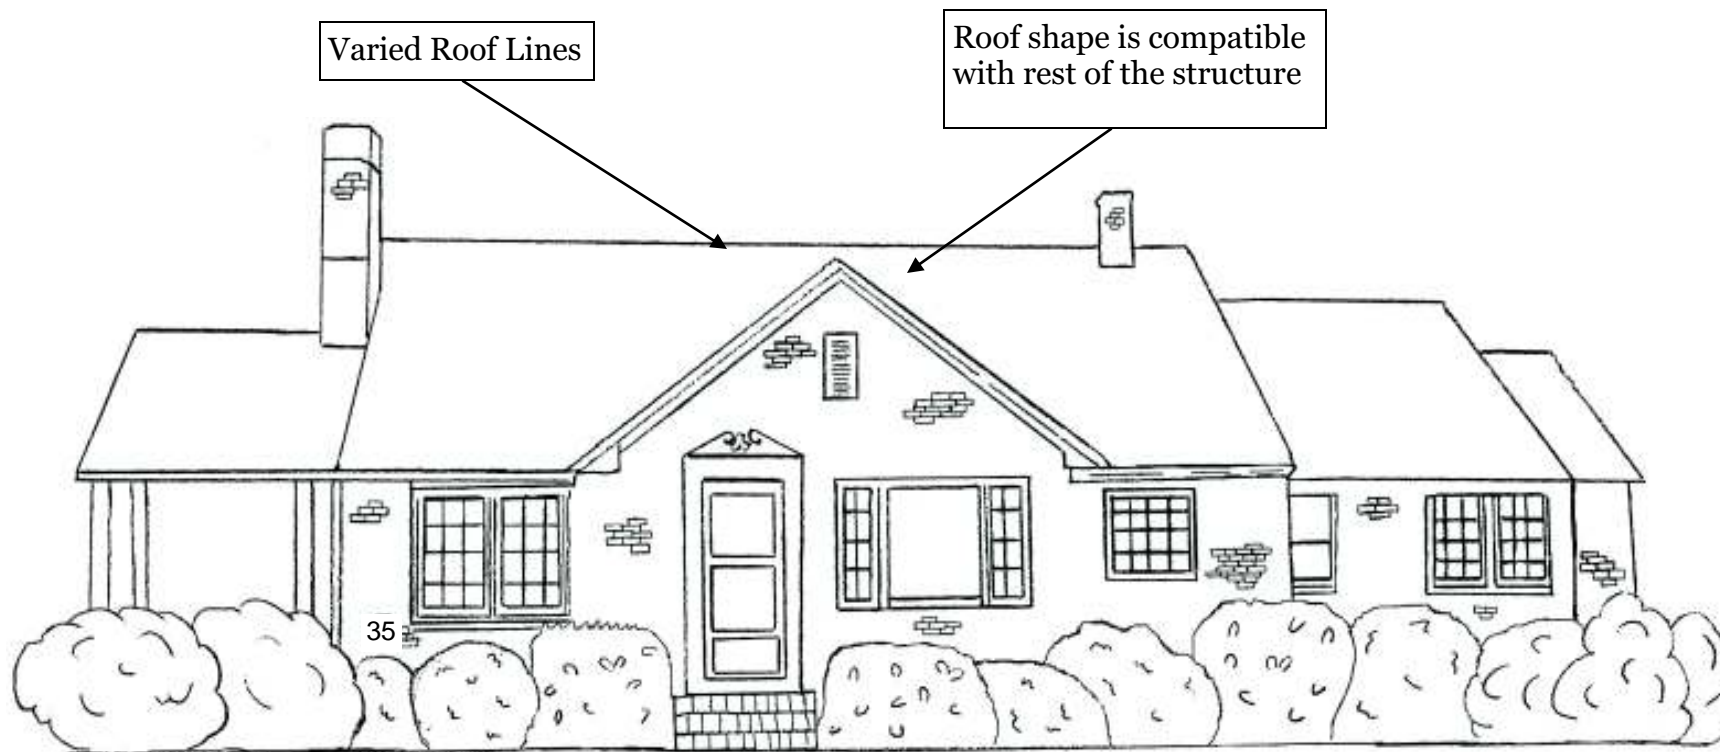 Varied Roof Lines
Roof shape is compatible
with rest of the structure
35